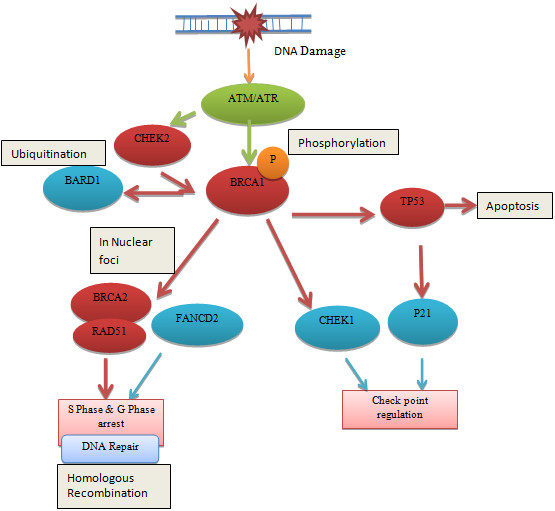 DNA Damage
ATM/ATR
CHEK2
Phosphorylation
Ubiquitination
P
BARD1
BRCA1
TP53
Apoptosis
In Nuclear
foci
BRCA2
RAD51
FANCD2
CHEK1
P21
S Phase & G Phase
arrest
Check point
regulation
DNA Repair
Homologous
Recombination